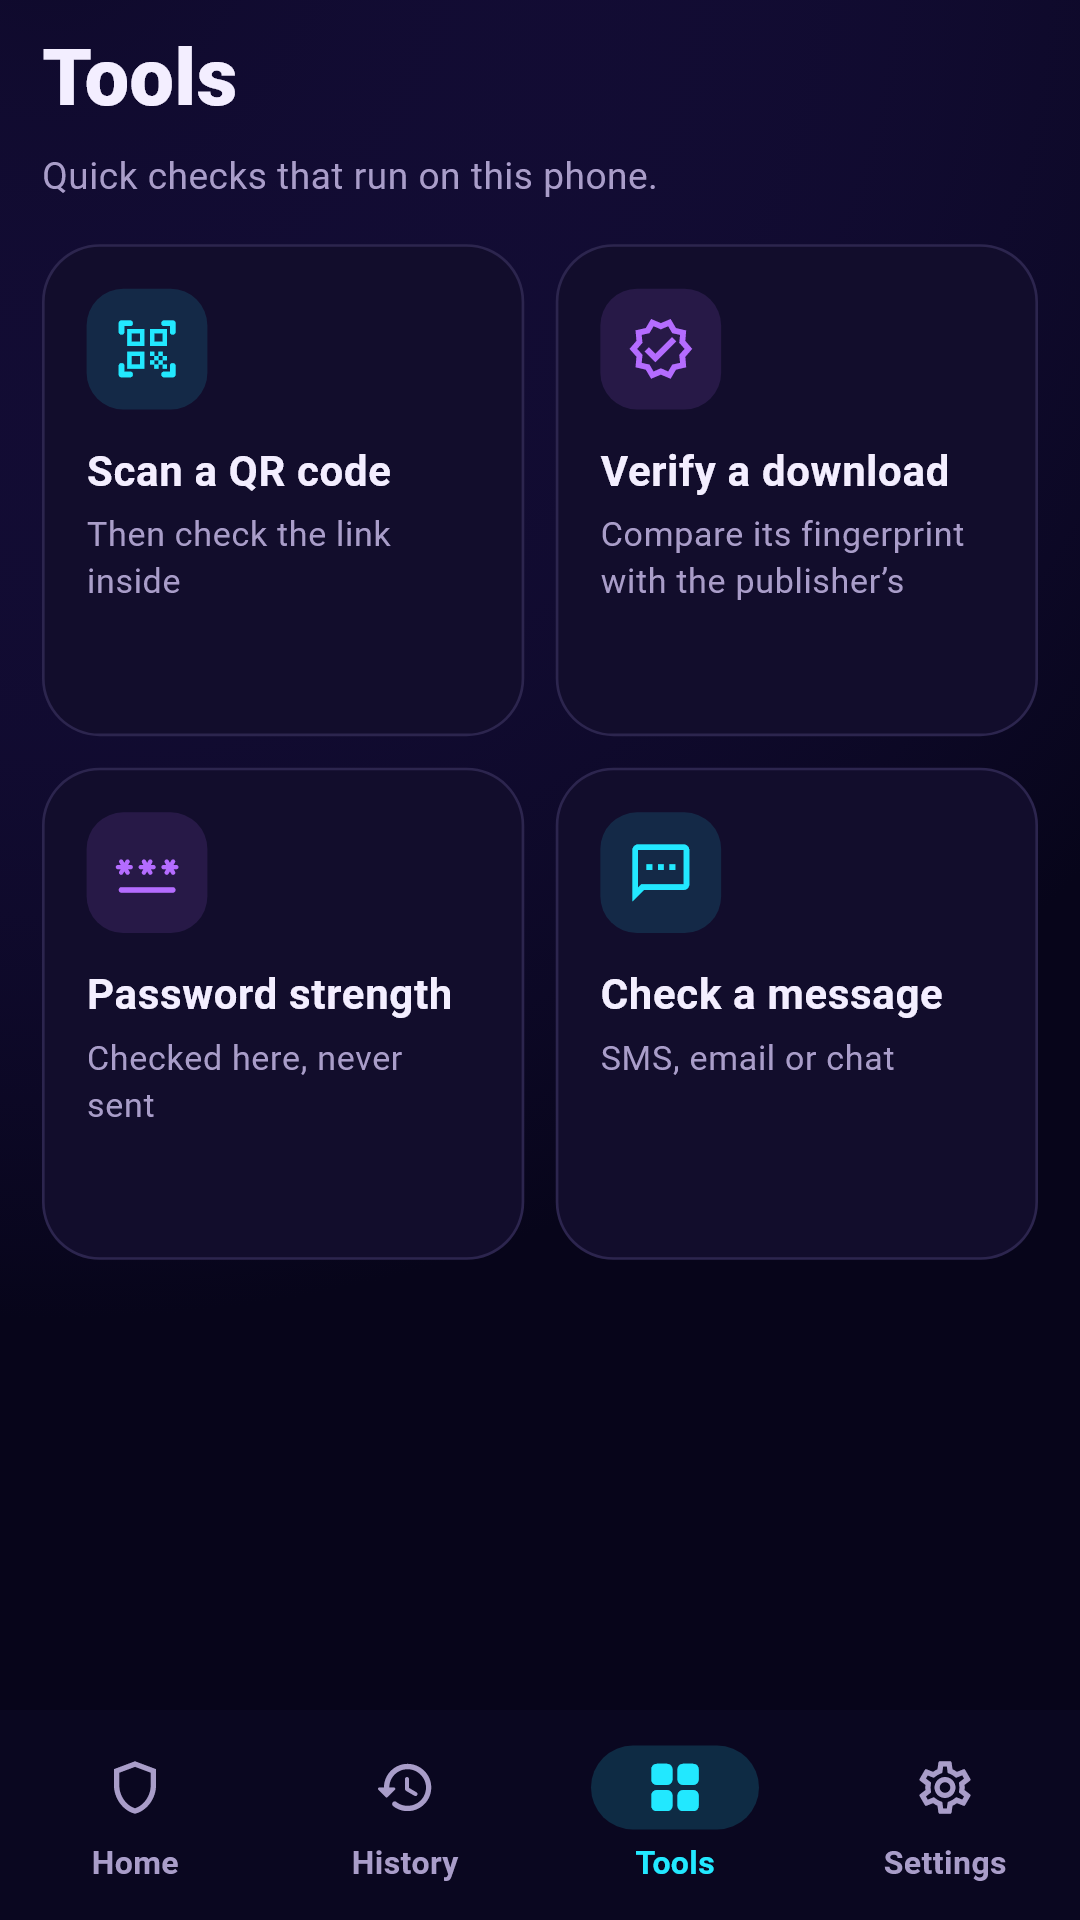 Tools
Quick checks that run on this phone.
Scan a QR code
Then check the link
inside
Verify a download
Compare its fingerprint
with the publisher’s
Password strength
Checked here, never
sent
Check a message
SMS, email or chat
Home
History
Tools
Settings